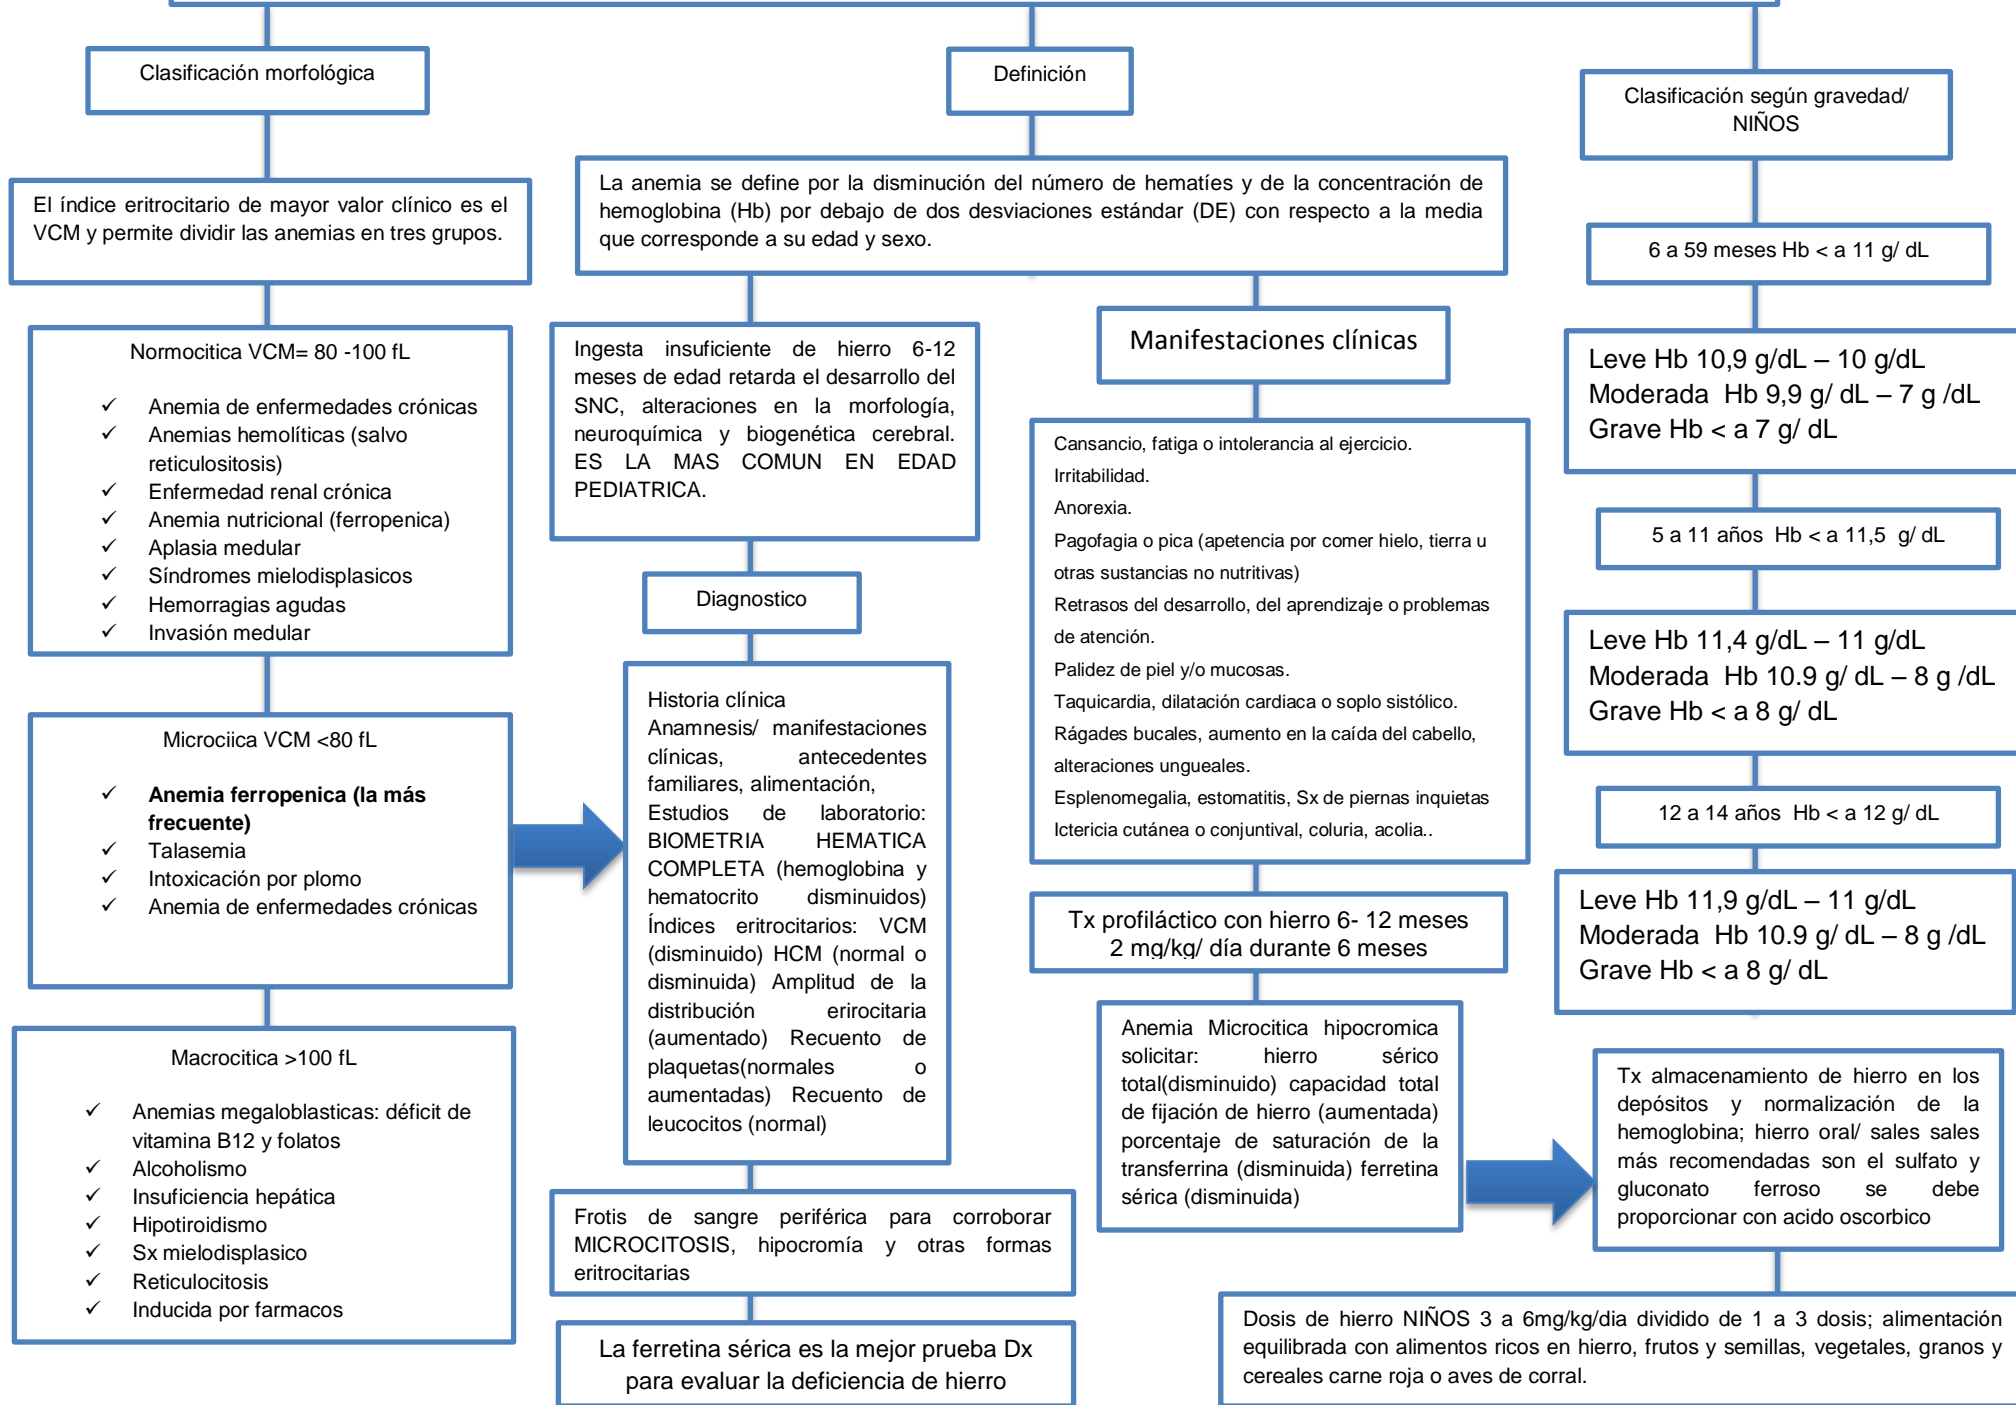 Clasificación morfológica
El índice eritrocitario de mayor valor clínico es el
VCM y permite dividir las anemias en tres grupos.
Normocitica VCM= 80 -100 fL
✓ Anemia de enfermedades crónicas
✓ Anemias hemolíticas (salvo
reticulositosis)
✓ Enfermedad renal crónica
✓ Anemia nutricional (ferropenica)
✓ Aplasia medular
✓ Síndromes mielodisplasicos
✓ Hemorragias agudas
✓ Invasión medular
Microciica VCM <80 fL
✓ Anemia ferropenica (la más
frecuente)
✓ Talasemia
✓ Intoxicación por plomo
✓ Anemia de enfermedades crónicas
Macrocitica >100 fL
✓ Anemias megaloblasticas: déficit de
vitamina B12 y folatos
✓ Alcoholismo
✓ Insuficiencia hepática
✓ Hipotiroidismo
✓ Sx mielodisplasico
✓ Reticulocitosis
✓ Inducida por farmacos
Definición
La anemia se define por la disminución del número de hematíes y de la concentración de
hemoglobina (Hb) por debajo de dos desviaciones estándar (DE) con respecto a la media
que corresponde a su edad y sexo.
Ingesta insuficiente de hierro 6-12
meses de edad retarda el desarrollo del
SNC, alteraciones en la morfología,
neuroquímica y biogenética cerebral.
ES LA MAS COMUN EN EDAD
PEDIATRICA.
Diagnostico
Historia clínica
Anamnesis/ manifestaciones
clínicas, antecedentes
familiares, alimentación,
Estudios de laboratorio:
BIOMETRIA HEMATICA
COMPLETA (hemoglobina y
hematocrito disminuidos)
Índices eritrocitarios: VCM
(disminuido) HCM (normal o
disminuida) Amplitud de la
distribución erirocitaria
(aumentado) Recuento de
plaquetas(normales o
aumentadas) Recuento de
leucocitos (normal)
Frotis de sangre periférica para corroborar
MICROCITOSIS, hipocromía y otras formas
eritrocitarias
La ferretina sérica es la mejor prueba Dx
para evaluar la deficiencia de hierro
Manifestaciones clínicas
Cansancio, fatiga o intolerancia al ejercicio.
Irritabilidad.
Anorexia.
Pagofagia o pica (apetencia por comer hielo, tierra u
otras sustancias no nutritivas)
Retrasos del desarrollo, del aprendizaje o problemas
de atención.
Palidez de piel y/o mucosas.
Taquicardia, dilatación cardiaca o soplo sistólico.
Rágades bucales, aumento en la caída del cabello,
alteraciones ungueales.
Esplenomegalia, estomatitis, Sx de piernas inquietas
Ictericia cutánea o conjuntival, coluria, acolia..
Tx profiláctico con hierro 6- 12 meses
2 mg/kg/ día durante 6 meses
Anemia Microcitica hipocromica
solicitar: hierro sérico
total(disminuido) capacidad total
de fijación de hierro (aumentada)
porcentaje de saturación de la
transferrina (disminuida) ferretina
sérica (disminuida)
Clasificación según gravedad/
NIÑOS
6 a 59 meses Hb < a 11 g/ dL
Leve Hb 10,9 g/dL – 10 g/dL
Moderada Hb 9,9 g/ dL – 7 g /dL
Grave Hb < a 7 g/ dL
5 a 11 años Hb < a 11,5 g/ dL
Leve Hb 11,4 g/dL – 11 g/dL
Moderada Hb 10.9 g/ dL – 8 g /dL
Grave Hb < a 8 g/ dL
12 a 14 años Hb < a 12 g/ dL
Leve Hb 11,9 g/dL – 11 g/dL
Moderada Hb 10.9 g/ dL – 8 g /dL
Grave Hb < a 8 g/ dL
Tx almacenamiento de hierro en los
depósitos y normalización de la
hemoglobina; hierro oral/ sales sales
más recomendadas son el sulfato y
gluconato ferroso se debe
proporcionar con acido oscorbico
Dosis de hierro NIÑOS 3 a 6mg/kg/dia dividido de 1 a 3 dosis; alimentación
equilibrada con alimentos ricos en hierro, frutos y semillas, vegetales, granos y
cereales carne roja o aves de corral.